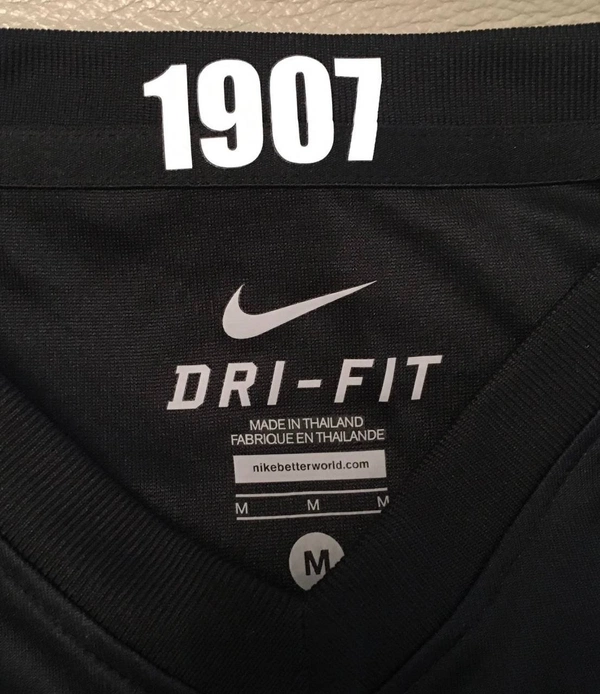 1907
DRI-FIT
MADE IN THAILAND
FABRIQUE EN THAILANDE
nikebetterworld.com
M M M
M